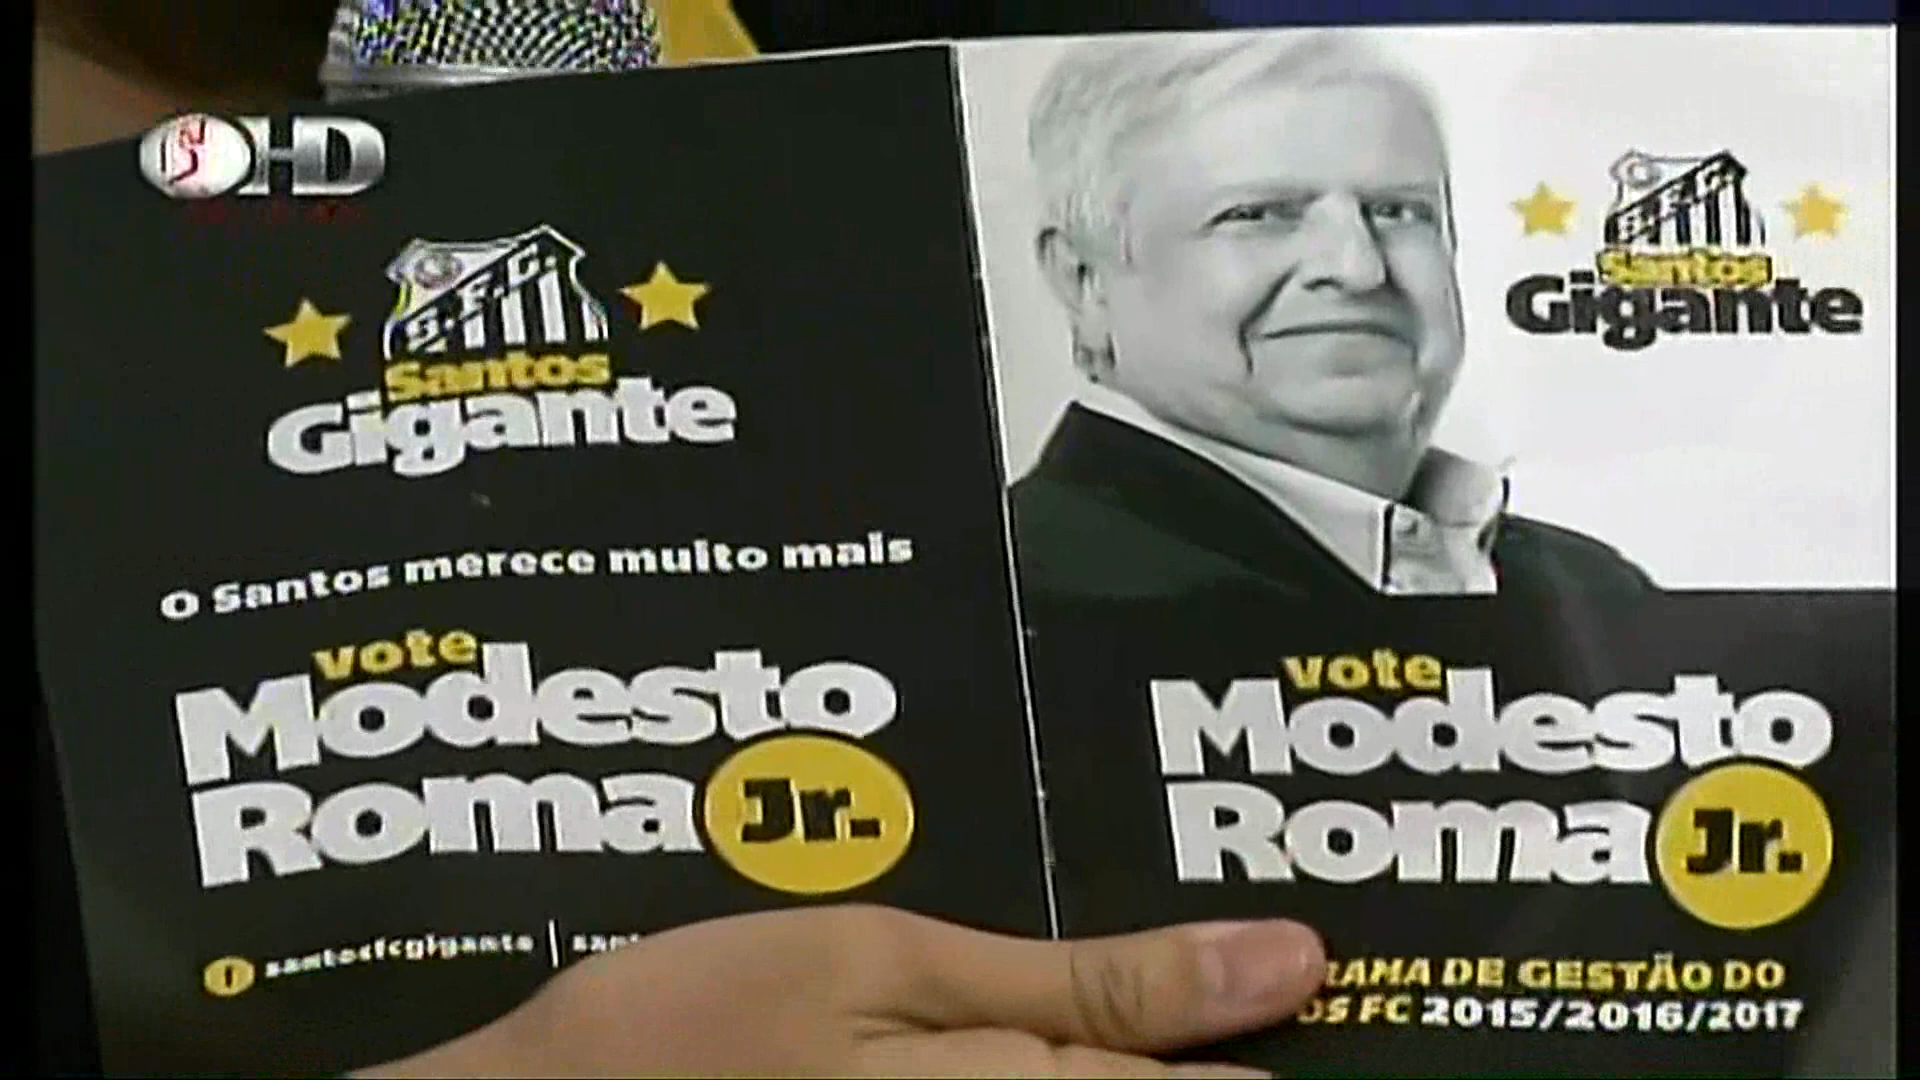 HD
S.F.C.
Santos
Gigante
O Santos merece muito mais
vote
Modesto
Roma Jr.
f santosfcgigante | san
S.F.C.
Santos
Gigante
vote
Modesto
Roma Jr.
RAMA DE GESTÃO DO
OS FC 2015/2016/2017